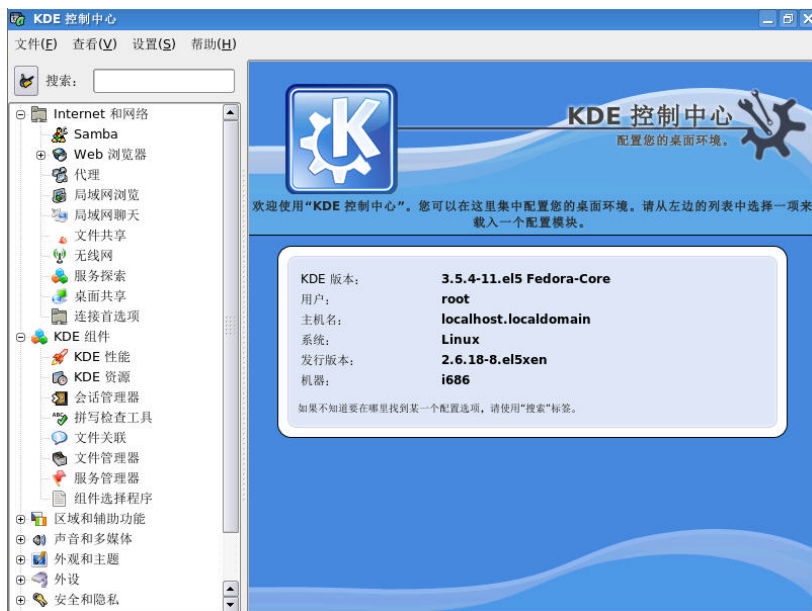 KDE 控制中心
文件(F) 查看(V) 设置(S) 帮助(H)
搜索:
Internet 和网络
Samba
Web 浏览器
代理
局域网浏览
局域网聊天
文件共享
无线网
服务探索
桌面共享
连接首选项
KDE 组件
KDE 性能
KDE 资源
会话管理器
拼写检查工具
文件关联
文件管理器
服务管理器
组件选择程序
区域和辅助功能
声音和多媒体
外观和主题
外设
安全和隐私
KDE 控制中心
配置您的桌面环境。
欢迎使用“KDE 控制中心”。您可以在这里集中配置您的桌面环境。请从左边的列表中选择一项来
载入一个配置模块。
KDE 版本: 3.5.4-11.el5 Fedora-Core
用户: root
主机名: localhost.localdomain
系统: Linux
发行版本: 2.6.18-8.el5xen
机器: i686
如果不知道要在哪里找到某一个配置选项，请使用“搜索”标签。